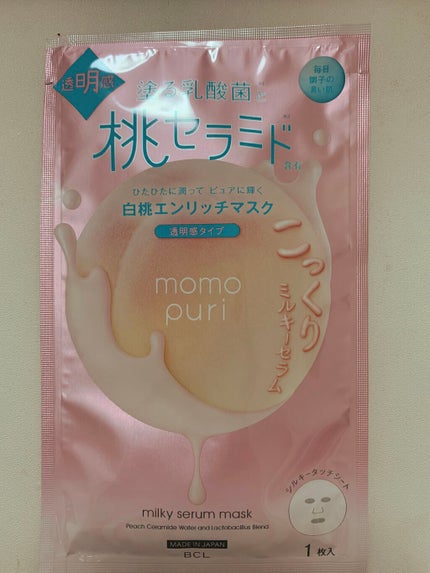 透明感
毎日
調子の
良い肌
塗る乳酸菌と
桃セラミド
含有
ひたひたに潤って ピュアに輝く
白桃エンリッチマスク
透明感タイプ
こっくり
ミルキーセラム
momo
puri
シルキータッチシート
milky serum mask
Peach Ceramide Water and Lactobacillus Blend
MADE IN JAPAN
BCL
1枚入